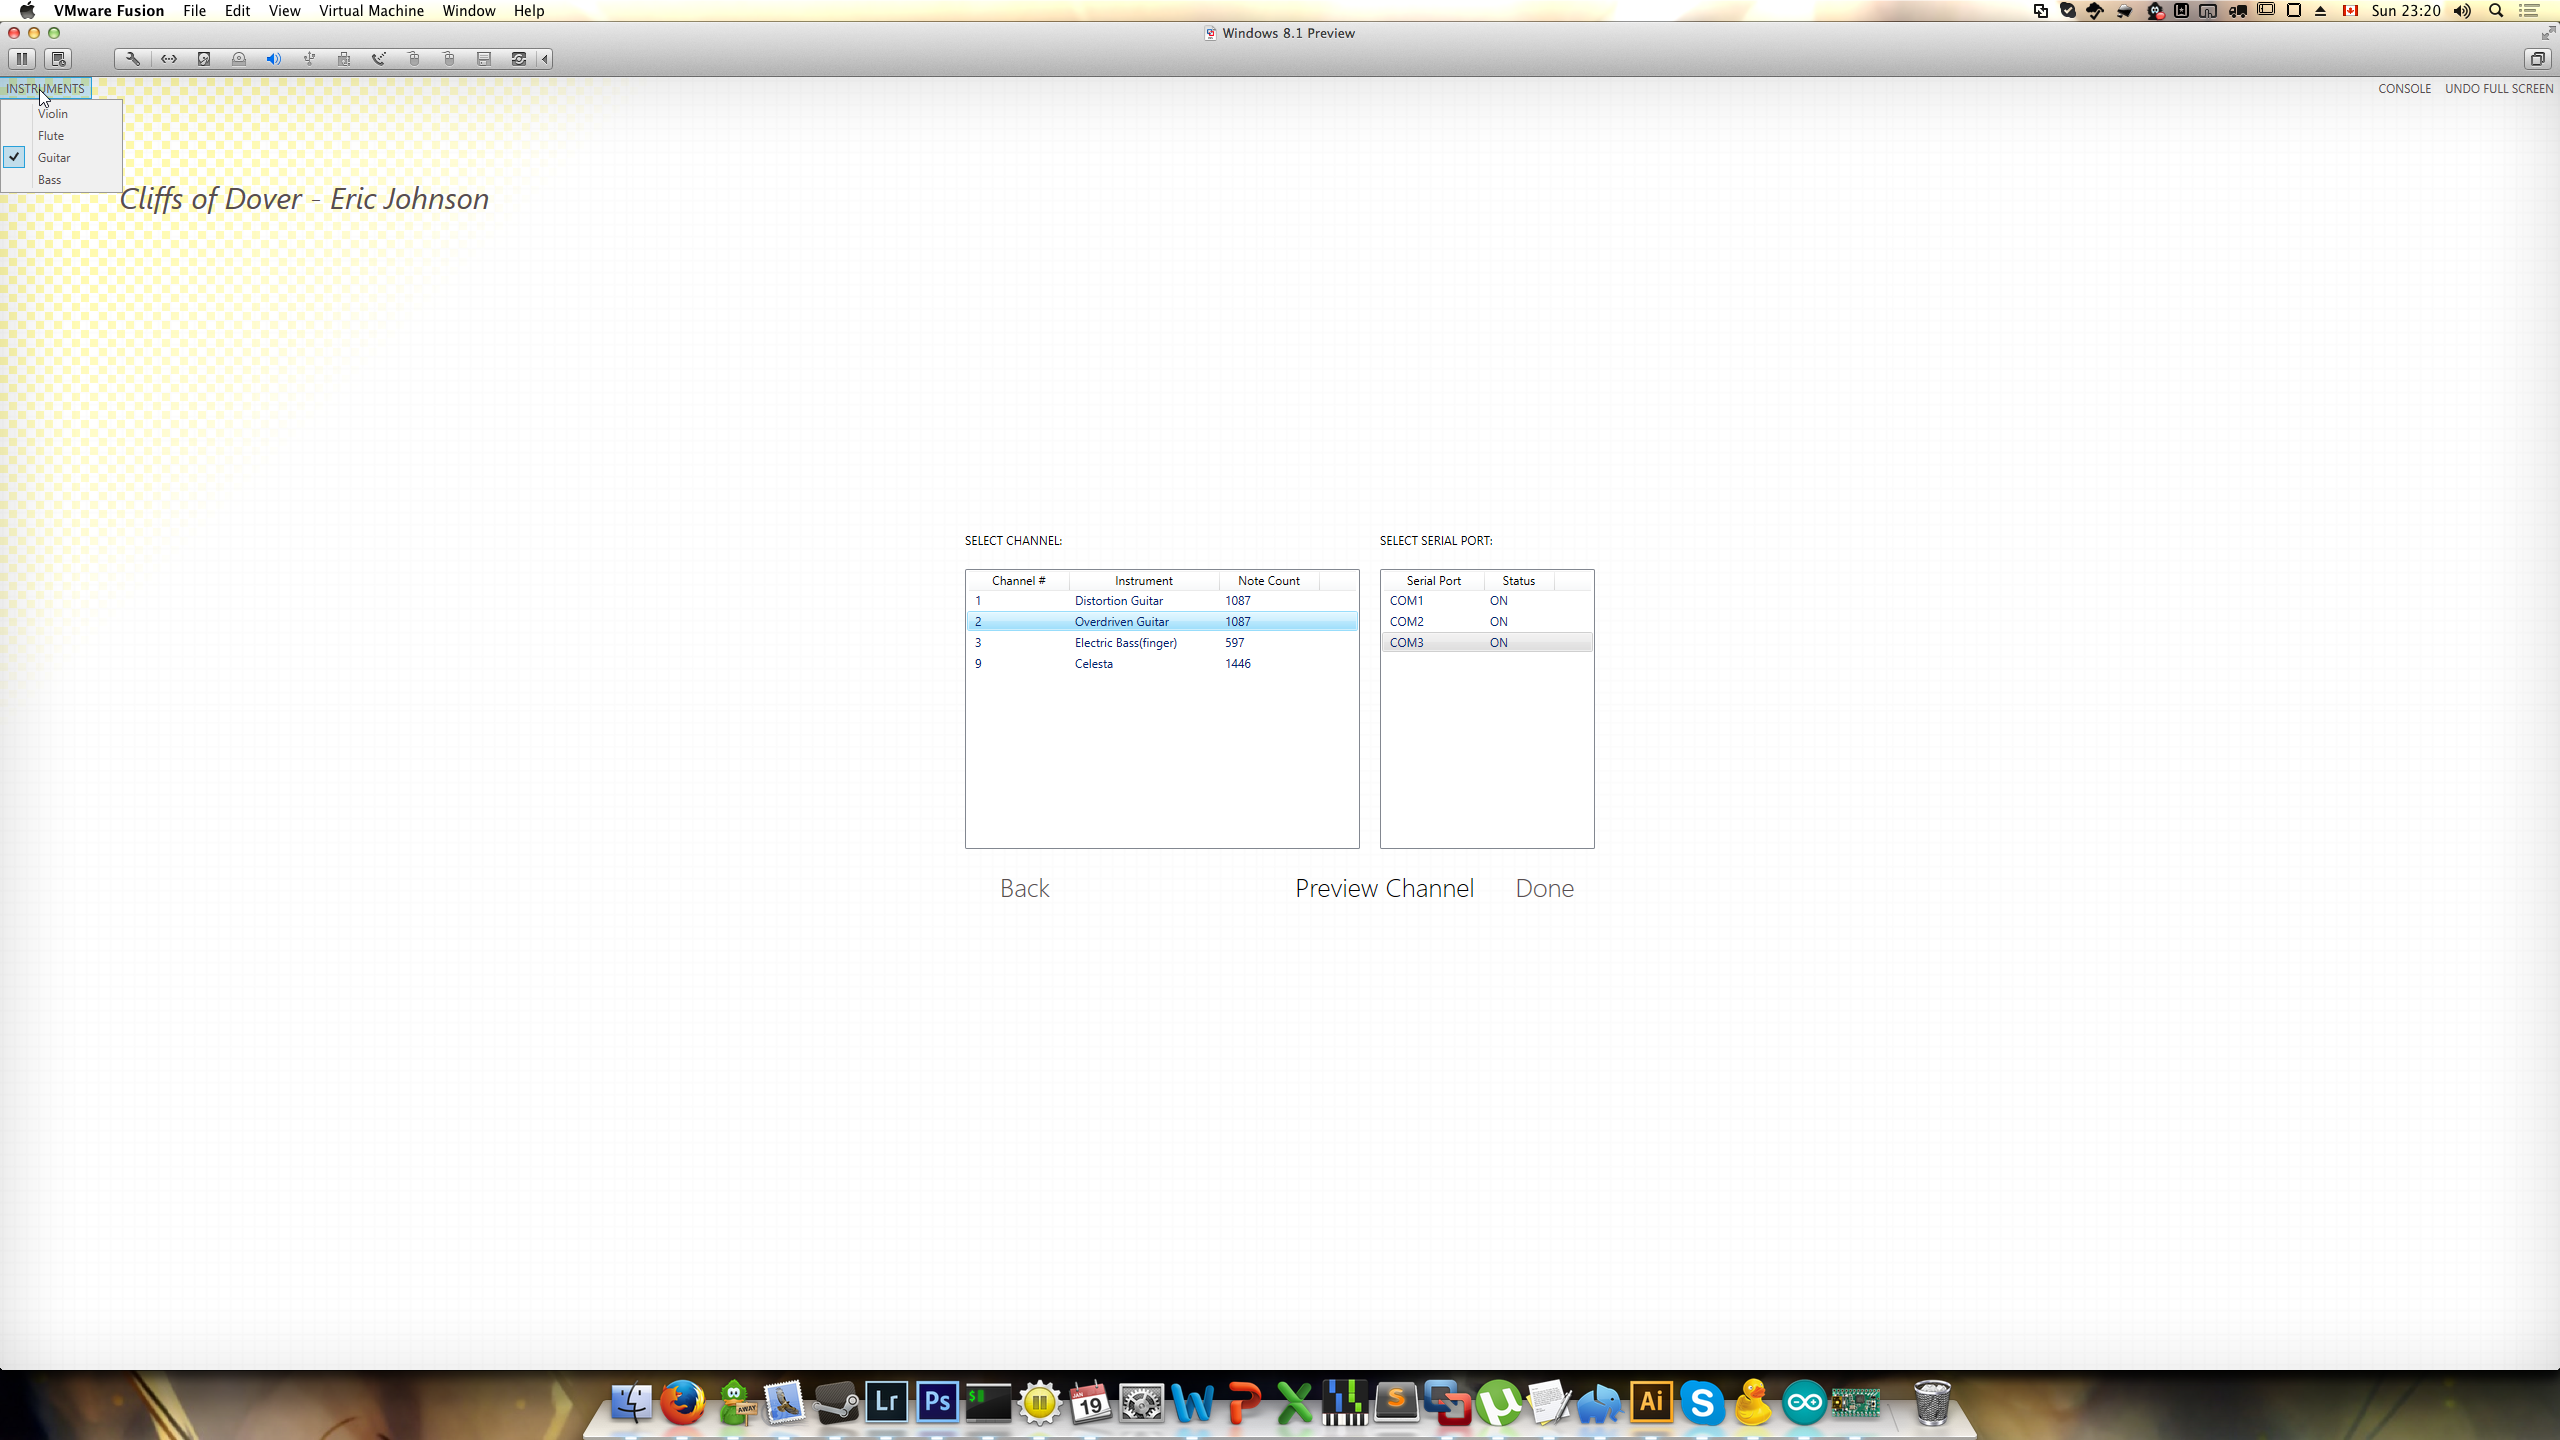 VMware Fusion File Edit View Virtual Machine Window Help Sun 23:20
Windows 8.1 Preview
INSTRUMENTS CONSOLE UNDO FULL SCREEN
Violin
Flute
Guitar
Bass
Cliffs of Dover - Eric Johnson
SELECT CHANNEL: SELECT SERIAL PORT:
Channel # Instrument Note Count Serial Port Status
1 Distortion Guitar 1087 COM1 ON
2 Overdriven Guitar 1087 COM2 ON
3 Electric Bass(finger) 597 COM3 ON
9 Celesta 1446
Back Preview Channel Done
AWAY Lr Ps $ JAN 19 W P X S µ Ai S